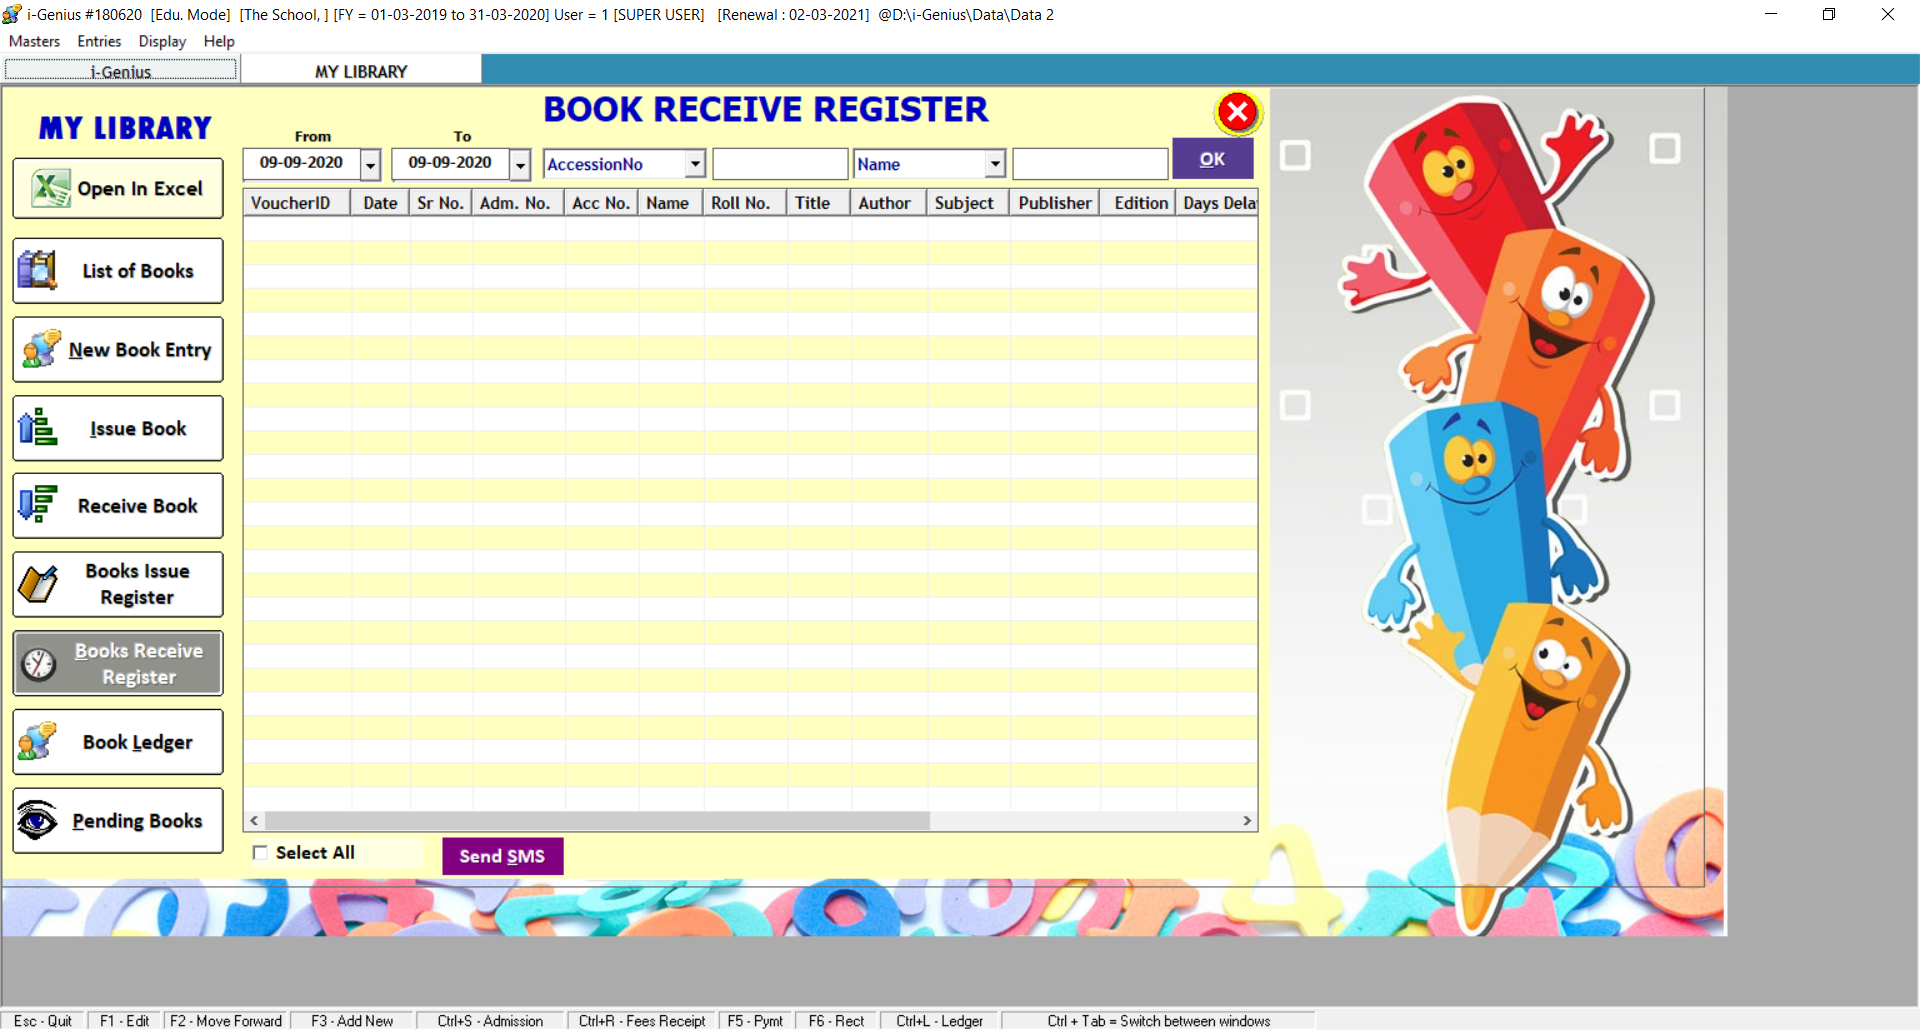 i-Genius #180620 [Edu. Mode] [The School, ] [FY = 01-03-2019 to 31-03-2020] User = 1 [SUPER USER] [Renewal : 02-03-2021] @D:\i-Genius\Data\Data 2
Masters Entries Display Help
i-Genius MY LIBRARY
MY LIBRARY
BOOK RECEIVE REGISTER
From To
09-09-2020 09-09-2020 AccessionNo Name OK
VoucherID Date Sr No. Adm. No. Acc No. Name Roll No. Title Author Subject Publisher Edition Days Dela
Open In Excel
List of Books
New Book Entry
Issue Book
Receive Book
Books Issue
Register
Books Receive
Register
Book Ledger
Pending Books
Select All Send SMS
Esc - Quit F1 - Edit F2 - Move Forward F3 - Add New Ctrl+S - Admission Ctrl+R - Fees Receipt F5 - Pymt F6 - Rect Ctrl+L - Ledger Ctrl + Tab = Switch between windows